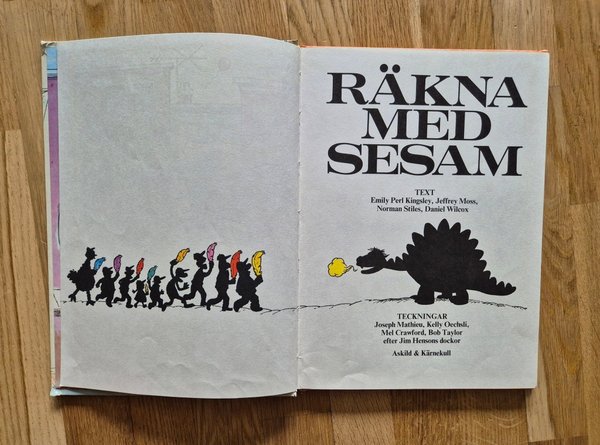 RÄKNA
MED
SESAM
TEXT
Emily Perl Kingsley, Jeffrey Moss,
Norman Stiles, Daniel Wilcox
TECKNINGAR
Joseph Mathieu, Kelly Oechsli,
Mel Crawford, Bob Taylor
efter Jim Hensons dockor
Askild & Kärnekull